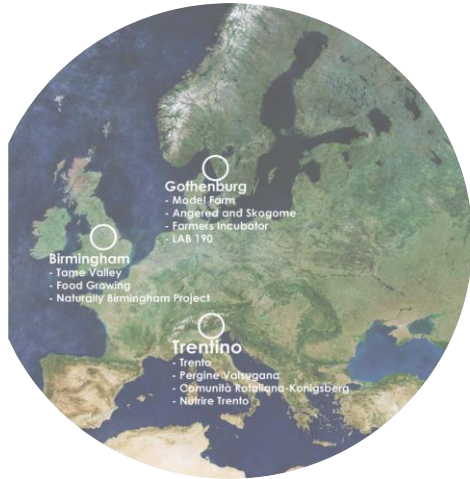 Gothenburg
- Model Farm
- Angered and Skogome
- Farmers Incubator
- LAB 190
Birmingham
- Tame Valley
- Food Growing
- Naturally Birmingham Project
Trentino
- Trento
- Pergine Valsugana
- Comunità Rotaliana-Konigsberg
- Nutrire Trento